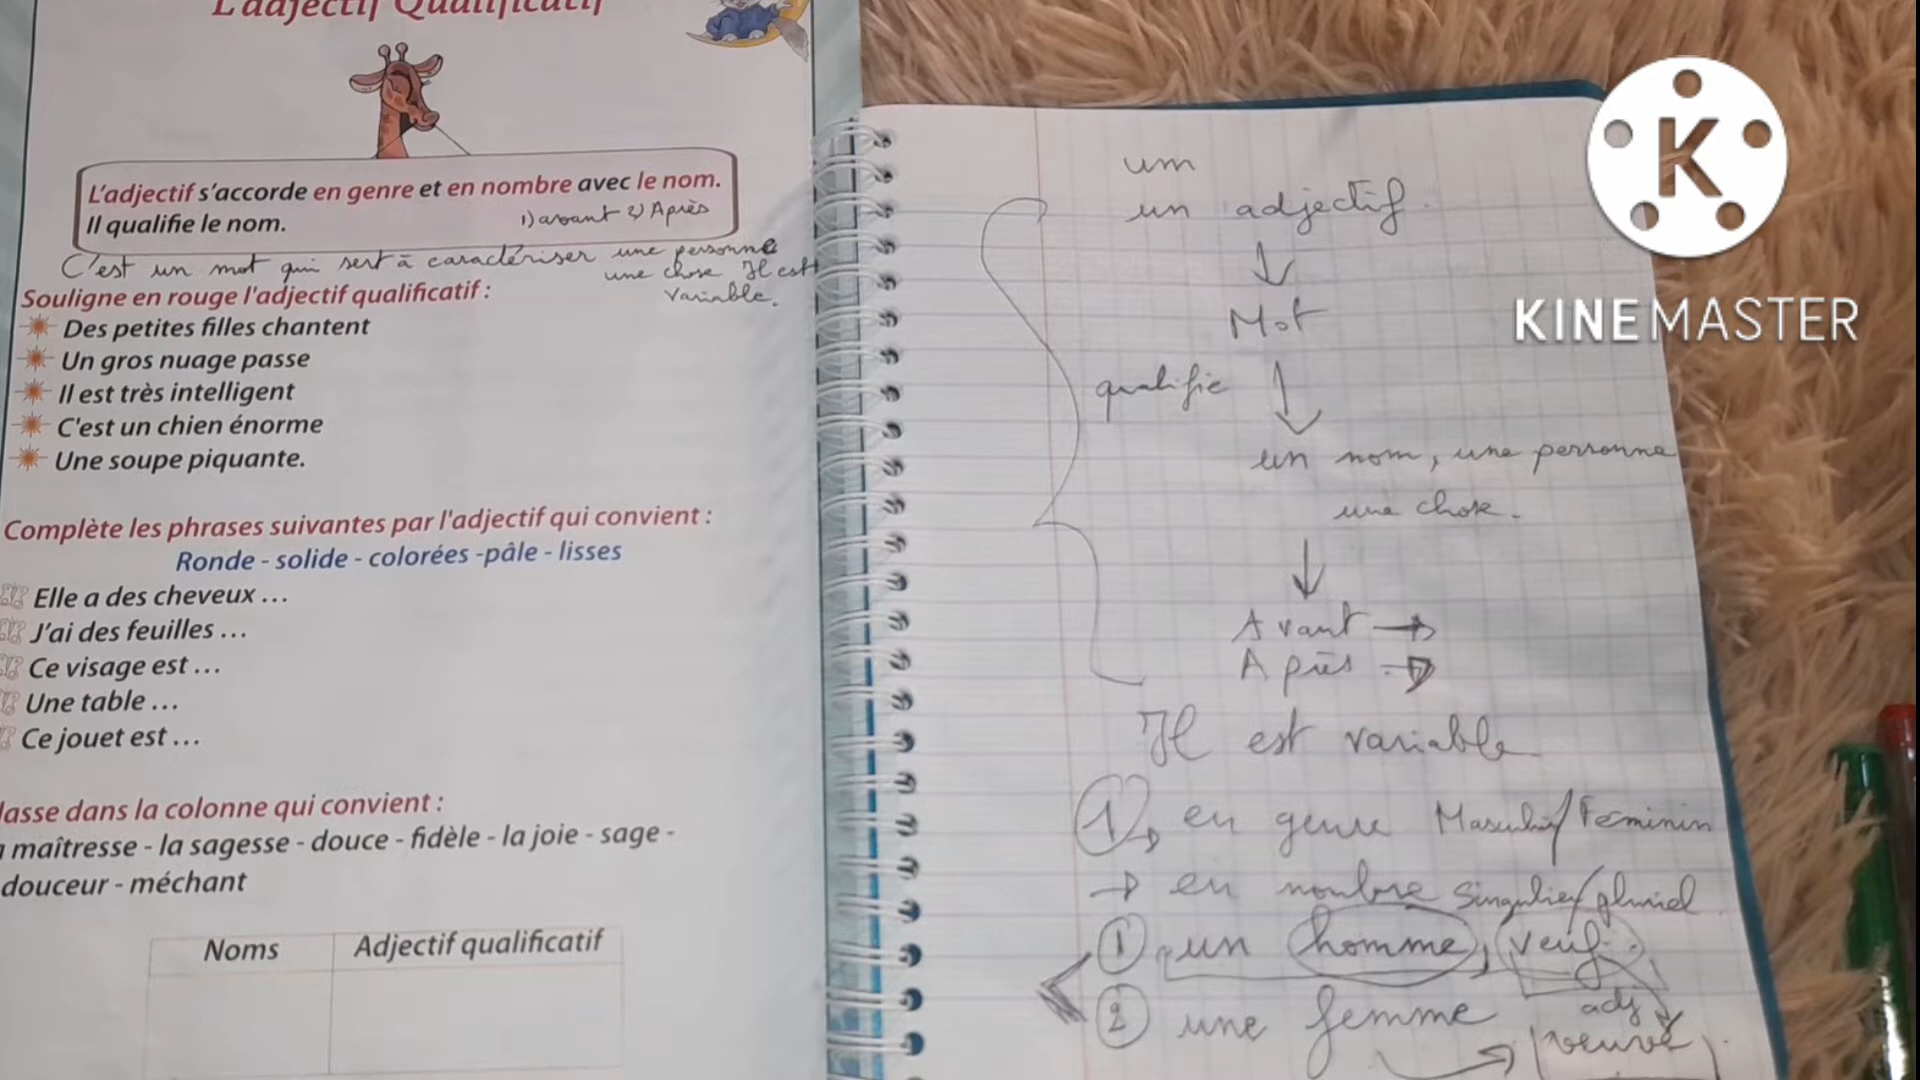 L'adjectif Qualificatif
L'adjectif s'accorde en genre et en nombre avec le nom.
Il qualifie le nom.
1) avant 2) Après
C'est un mot qui sert à caractériser une personne
une chose Il est
variable.
Souligne en rouge l'adjectif qualificatif :
Des petites filles chantent
Un gros nuage passe
Il est très intelligent
C'est un chien énorme
Une soupe piquante.
Complète les phrases suivantes par l'adjectif qui convient :
Ronde - solide - colorées -pâle - lisses
Elle a des cheveux ...
J'ai des feuilles ...
Ce visage est ...
Une table ...
Ce jouet est ...
lasse dans la colonne qui convient :
maîtresse - la sagesse - douce - fidèle - la joie - sage -
douceur - méchant
Noms Adjectif qualificatif
um
un adjectif.
Mot
qualifie
un nom, une personne
une chose.
Avant
Après
Il est variable
1 en genre Masculin/Féminin
en nombre Singulier/pluriel
1 un homme, veuf.
adj
2 une femme
veuve
K
KINEMASTER